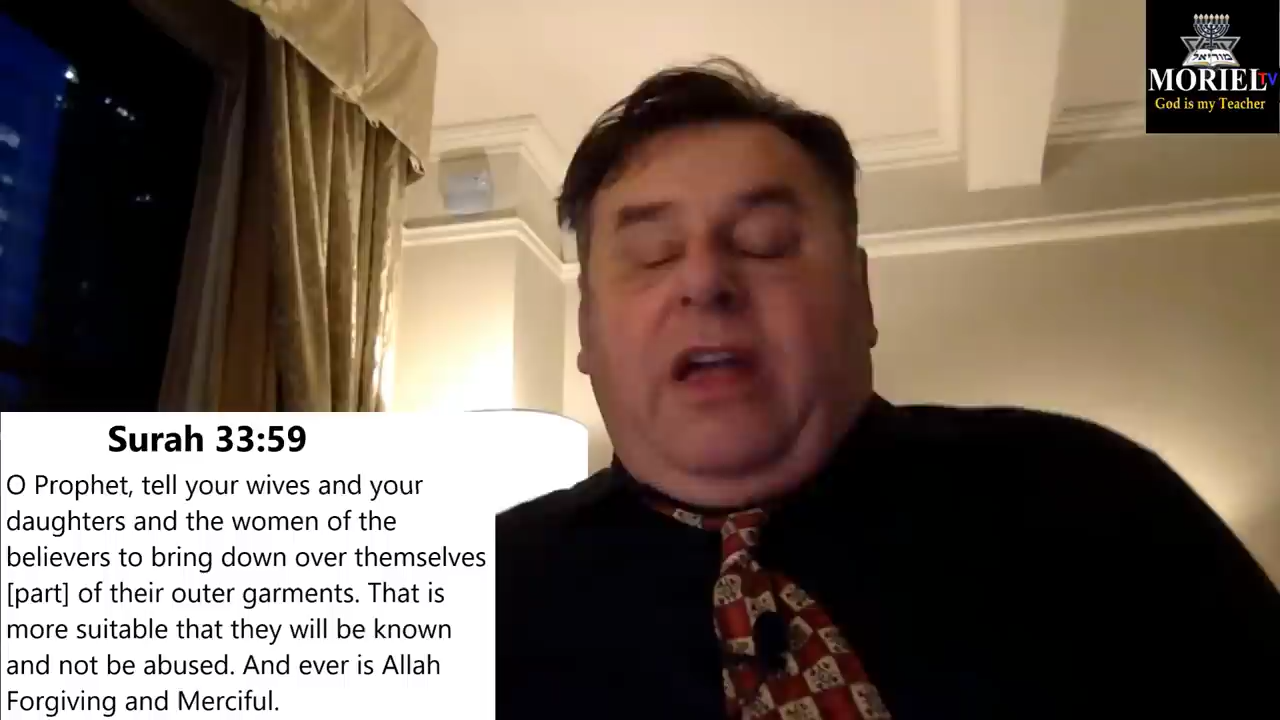 מוריאל
MORIEL TV
God is my Teacher
Surah 33:59
O Prophet, tell your wives and your
daughters and the women of the
believers to bring down over themselves
[part] of their outer garments. That is
more suitable that they will be known
and not be abused. And ever is Allah
Forgiving and Merciful.